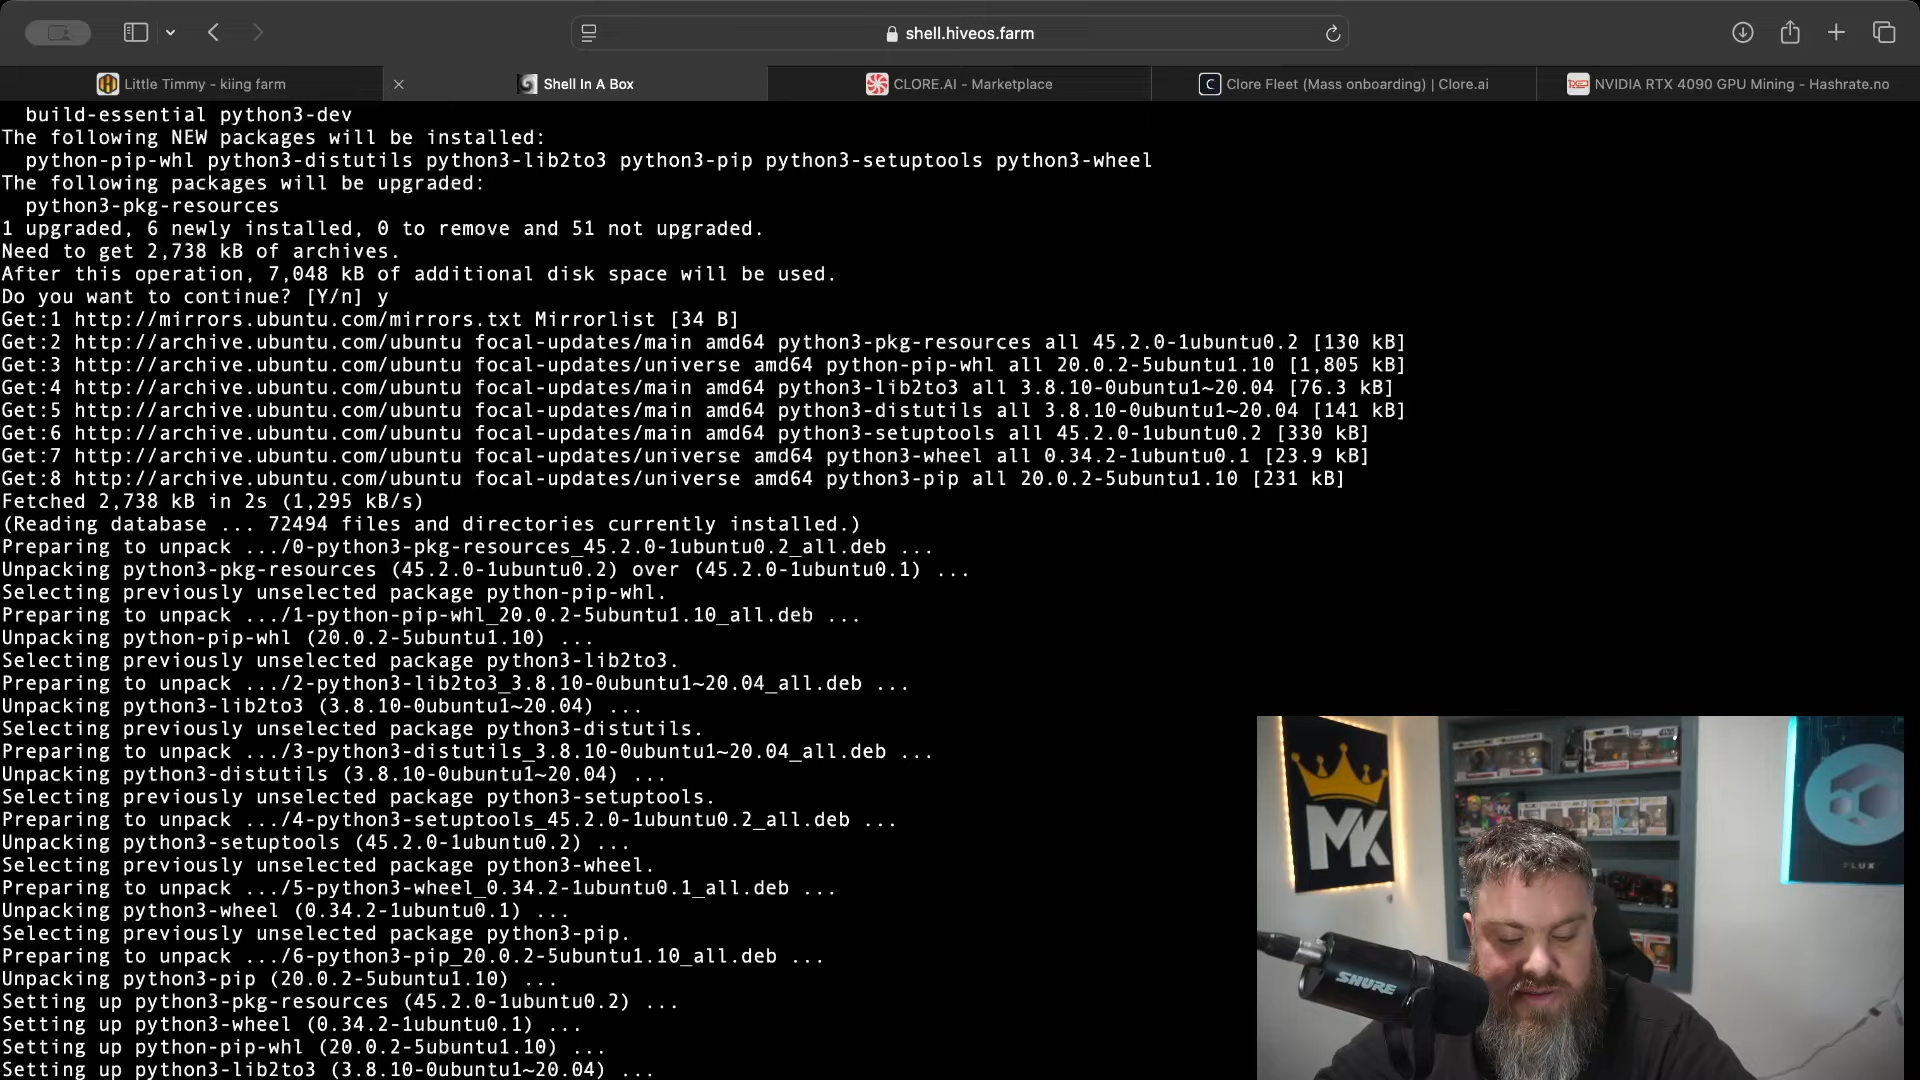 shell.hiveos.farm
Little Timmy - kiing farm
Shell In A Box
CLORE.AI - Marketplace
Clore Fleet (Mass onboarding) | Clore.ai
NVIDIA RTX 4090 GPU Mining - Hashrate.no
build-essential python3-dev
The following NEW packages will be installed:
python-pip-whl python3-distutils python3-lib2to3 python3-pip python3-setuptools python3-wheel
The following packages will be upgraded:
python3-pkg-resources
1 upgraded, 6 newly installed, 0 to remove and 51 not upgraded.
Need to get 2,738 kB of archives.
After this operation, 7,048 kB of additional disk space will be used.
Do you want to continue? [Y/n] y
Get:1 http://mirrors.ubuntu.com/mirrors.txt Mirrorlist [34 B]
Get:2 http://archive.ubuntu.com/ubuntu focal-updates/main amd64 python3-pkg-resources all 45.2.0-1ubuntu0.2 [130 kB]
Get:3 http://archive.ubuntu.com/ubuntu focal-updates/universe amd64 python-pip-whl all 20.0.2-5ubuntu1.10 [1,805 kB]
Get:4 http://archive.ubuntu.com/ubuntu focal-updates/main amd64 python3-lib2to3 all 3.8.10-0ubuntu1~20.04 [76.3 kB]
Get:5 http://archive.ubuntu.com/ubuntu focal-updates/main amd64 python3-distutils all 3.8.10-0ubuntu1~20.04 [141 kB]
Get:6 http://archive.ubuntu.com/ubuntu focal-updates/main amd64 python3-setuptools all 45.2.0-1ubuntu0.2 [330 kB]
Get:7 http://archive.ubuntu.com/ubuntu focal-updates/universe amd64 python3-wheel all 0.34.2-1ubuntu0.1 [23.9 kB]
Get:8 http://archive.ubuntu.com/ubuntu focal-updates/universe amd64 python3-pip all 20.0.2-5ubuntu1.10 [231 kB]
Fetched 2,738 kB in 2s (1,295 kB/s)
(Reading database ... 72494 files and directories currently installed.)
Preparing to unpack .../0-python3-pkg-resources_45.2.0-1ubuntu0.2_all.deb ...
Unpacking python3-pkg-resources (45.2.0-1ubuntu0.2) over (45.2.0-1ubuntu0.1) ...
Selecting previously unselected package python-pip-whl.
Preparing to unpack .../1-python-pip-whl_20.0.2-5ubuntu1.10_all.deb ...
Unpacking python-pip-whl (20.0.2-5ubuntu1.10) ...
Selecting previously unselected package python3-lib2to3.
Preparing to unpack .../2-python3-lib2to3_3.8.10-0ubuntu1~20.04_all.deb ...
Unpacking python3-lib2to3 (3.8.10-0ubuntu1~20.04) ...
Selecting previously unselected package python3-distutils.
Preparing to unpack .../3-python3-distutils_3.8.10-0ubuntu1~20.04_all.deb ...
Unpacking python3-distutils (3.8.10-0ubuntu1~20.04) ...
Selecting previously unselected package python3-setuptools.
Preparing to unpack .../4-python3-setuptools_45.2.0-1ubuntu0.2_all.deb ...
Unpacking python3-setuptools (45.2.0-1ubuntu0.2) ...
Selecting previously unselected package python3-wheel.
Preparing to unpack .../5-python3-wheel_0.34.2-1ubuntu0.1_all.deb ...
Unpacking python3-wheel (0.34.2-1ubuntu0.1) ...
Selecting previously unselected package python3-pip.
Preparing to unpack .../6-python3-pip_20.0.2-5ubuntu1.10_all.deb ...
Unpacking python3-pip (20.0.2-5ubuntu1.10) ...
Setting up python3-pkg-resources (45.2.0-1ubuntu0.2) ...
Setting up python3-wheel (0.34.2-1ubuntu0.1) ...
Setting up python-pip-whl (20.0.2-5ubuntu1.10) ...
Setting up python3-lib2to3 (3.8.10-0ubuntu1~20.04) ...
MK
FLUX
SHURE